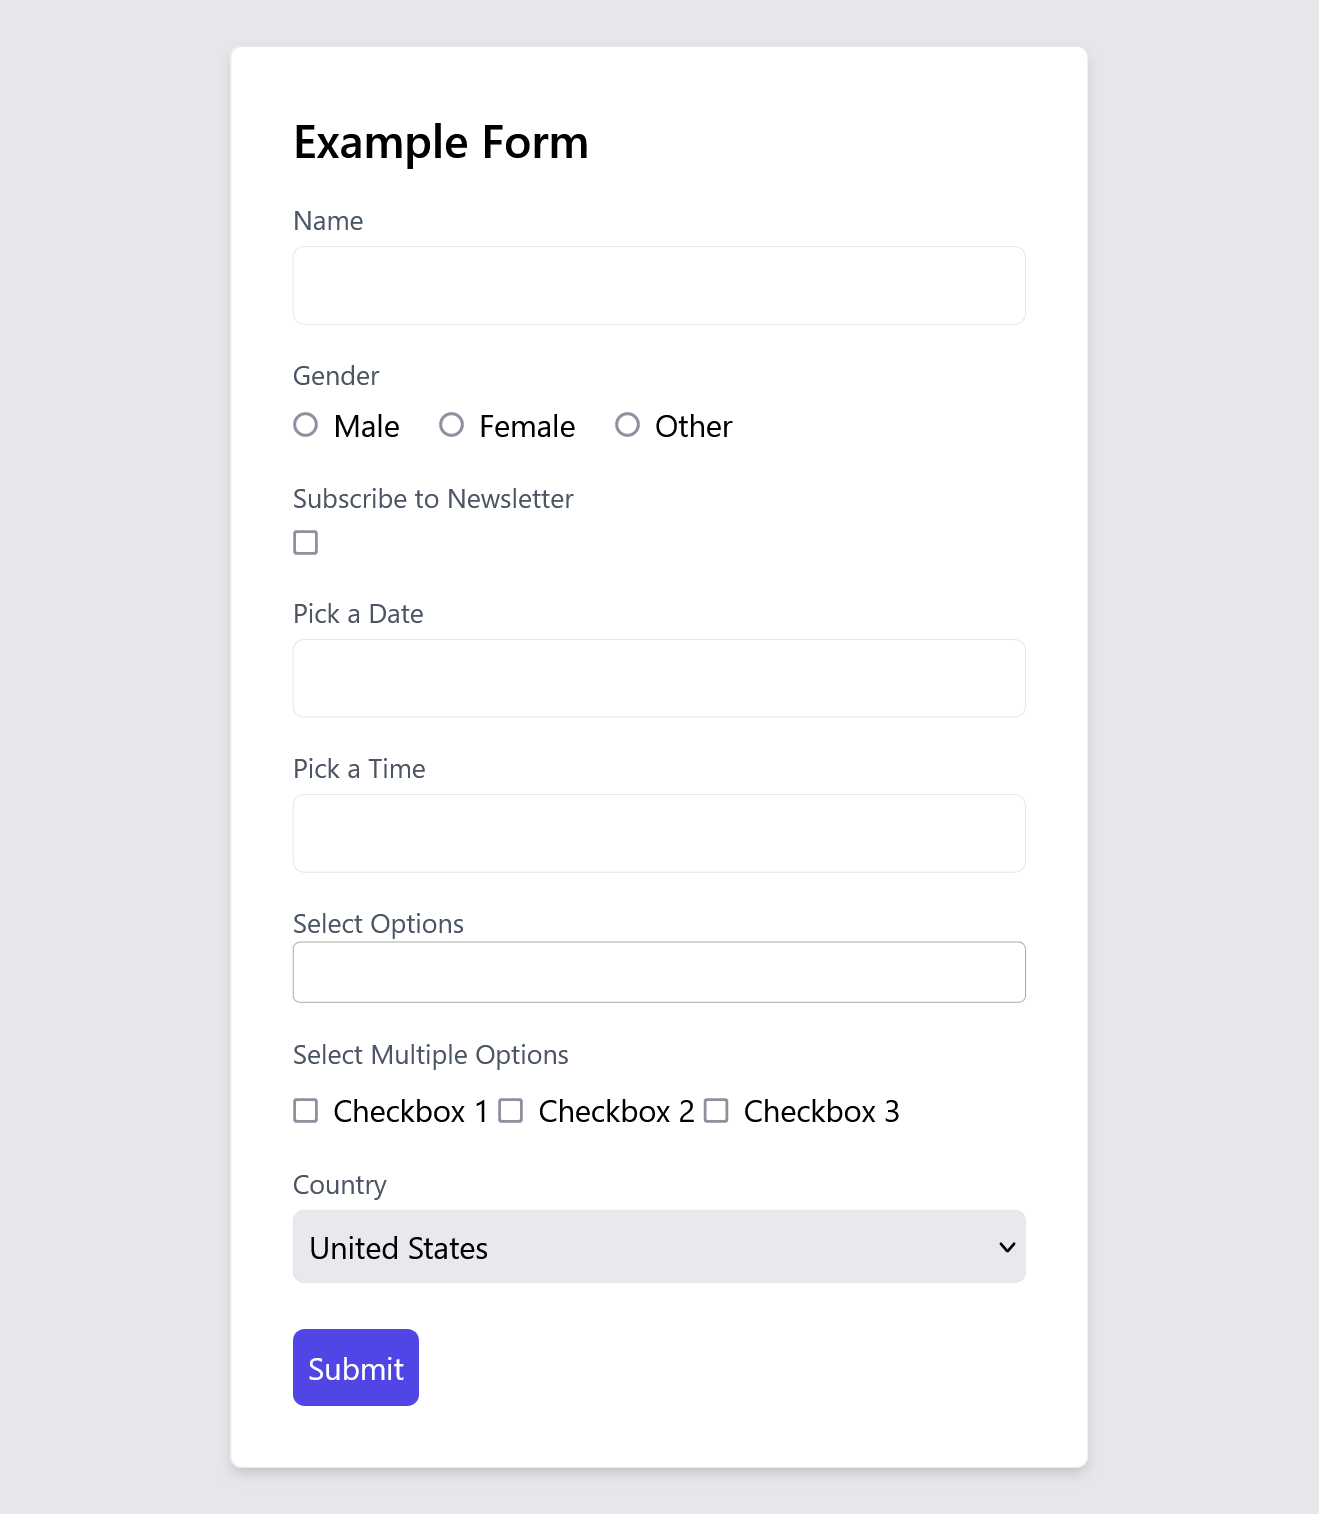 Example Form
Name
Gender
Male Female Other
Subscribe to Newsletter
Pick a Date
Pick a Time
Select Options
Select Multiple Options
Checkbox 1 Checkbox 2 Checkbox 3
Country
United States
Submit